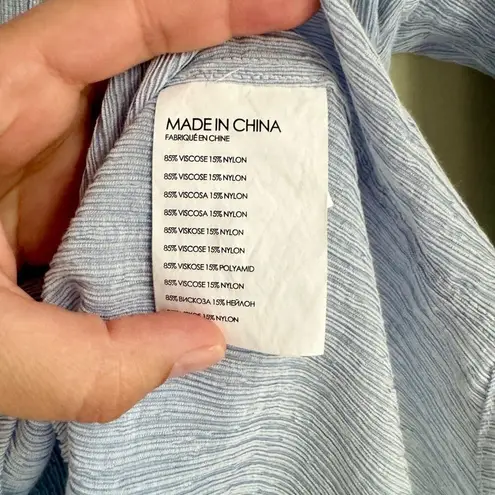 MADE IN CHINA
FABRIQUÉ EN CHINE
85% VISCOSE 15% NYLON
85% VISCOSE 15% NYLON
85% VISCOSA 15% NYLON
85% VISCOSA 15% NYLON
85% VISKOSE 15% NYLON
85% VISCOSE 15% NYLON
85% VISKOSE 15% POLYAMID
85% VISCOSE 15% NYLON
85% ВИСКОЗА 15% НЕЙЛОН
15% NYLON